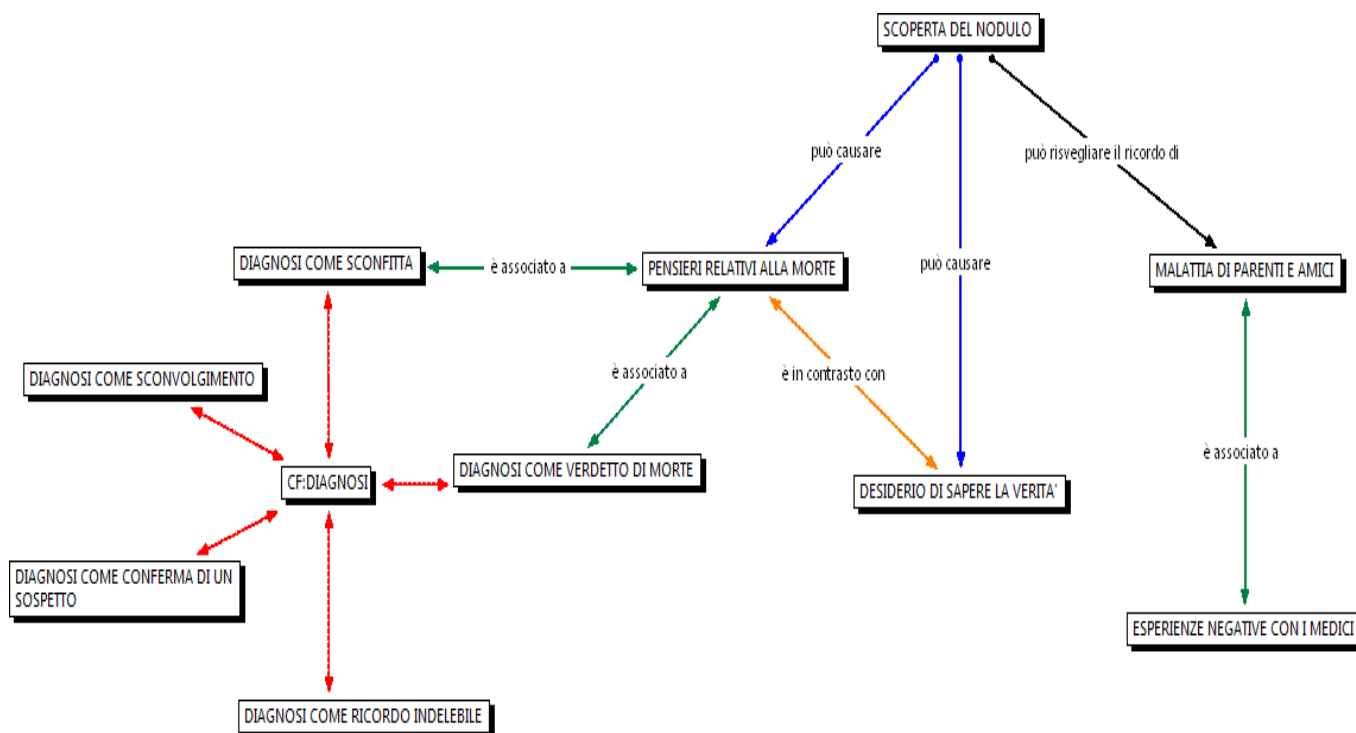 SCOPERTA DEL NODULO
può causare
può risvegliare il ricordo di
DIAGNOSI COME SCONFITTA
è associato a
PENSIERI RELATIVI ALLA MORTE
può causare
MALATTIA DI PARENTI E AMICI
DIAGNOSI COME SCONVOLGIMENTO
è associato a
è in contrasto con
è associato a
CF:DIAGNOSI
DIAGNOSI COME VERDETTO DI MORTE
DESIDERIO DI SAPERE LA VERITA'
DIAGNOSI COME CONFERMA DI UN
SOSPETTO
ESPERIENZE NEGATIVE CON I MEDICI
DIAGNOSI COME RICORDO INDELEBILE